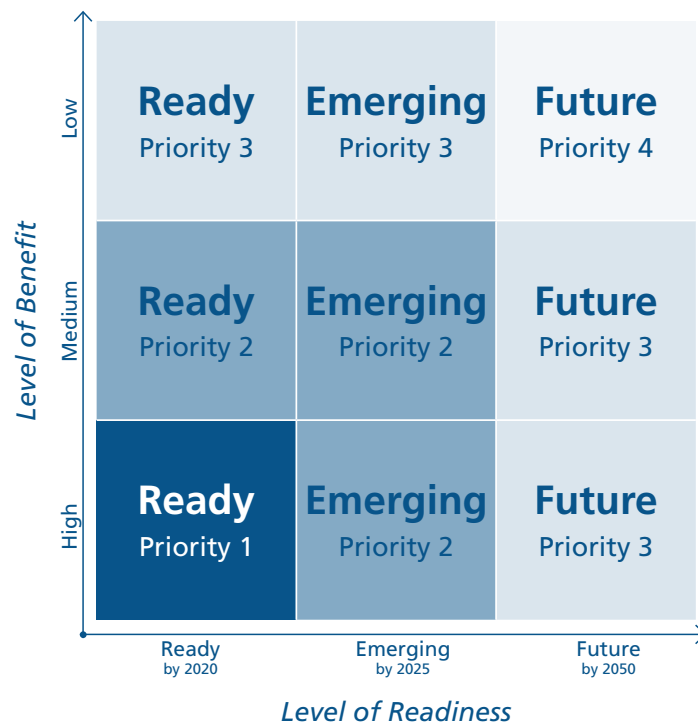 Level of Benefit
Low
Ready
Priority 3
Emerging
Priority 3
Future
Priority 4
Medium
Ready
Priority 2
Emerging
Priority 2
Future
Priority 3
High
Ready
Priority 1
Emerging
Priority 2
Future
Priority 3
Ready
by 2020
Emerging
by 2025
Future
by 2050
Level of Readiness